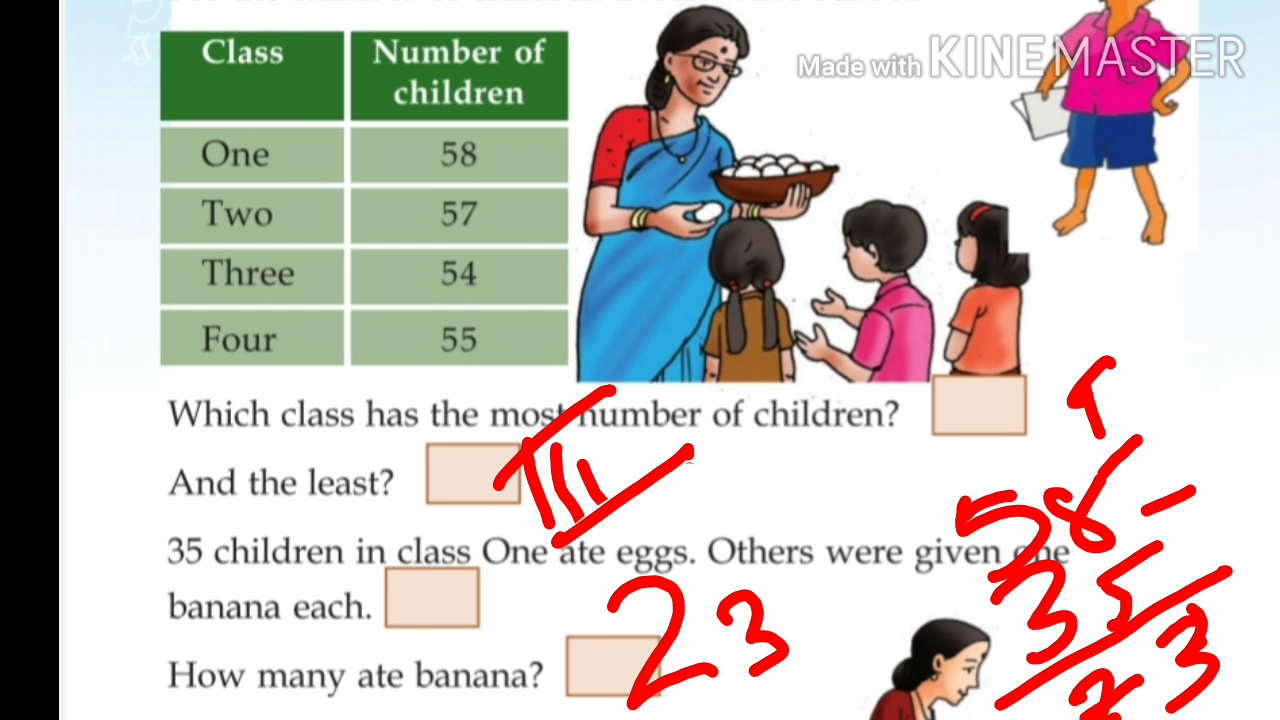 Made with KINEMASTER
Class Number of children
One 58
Two 57
Three 54
Four 55
Which class has the most number of children?
And the least?
III
35 children in class One ate eggs. Others were given one
banana each.
How many ate banana?
23
58 -
35
23